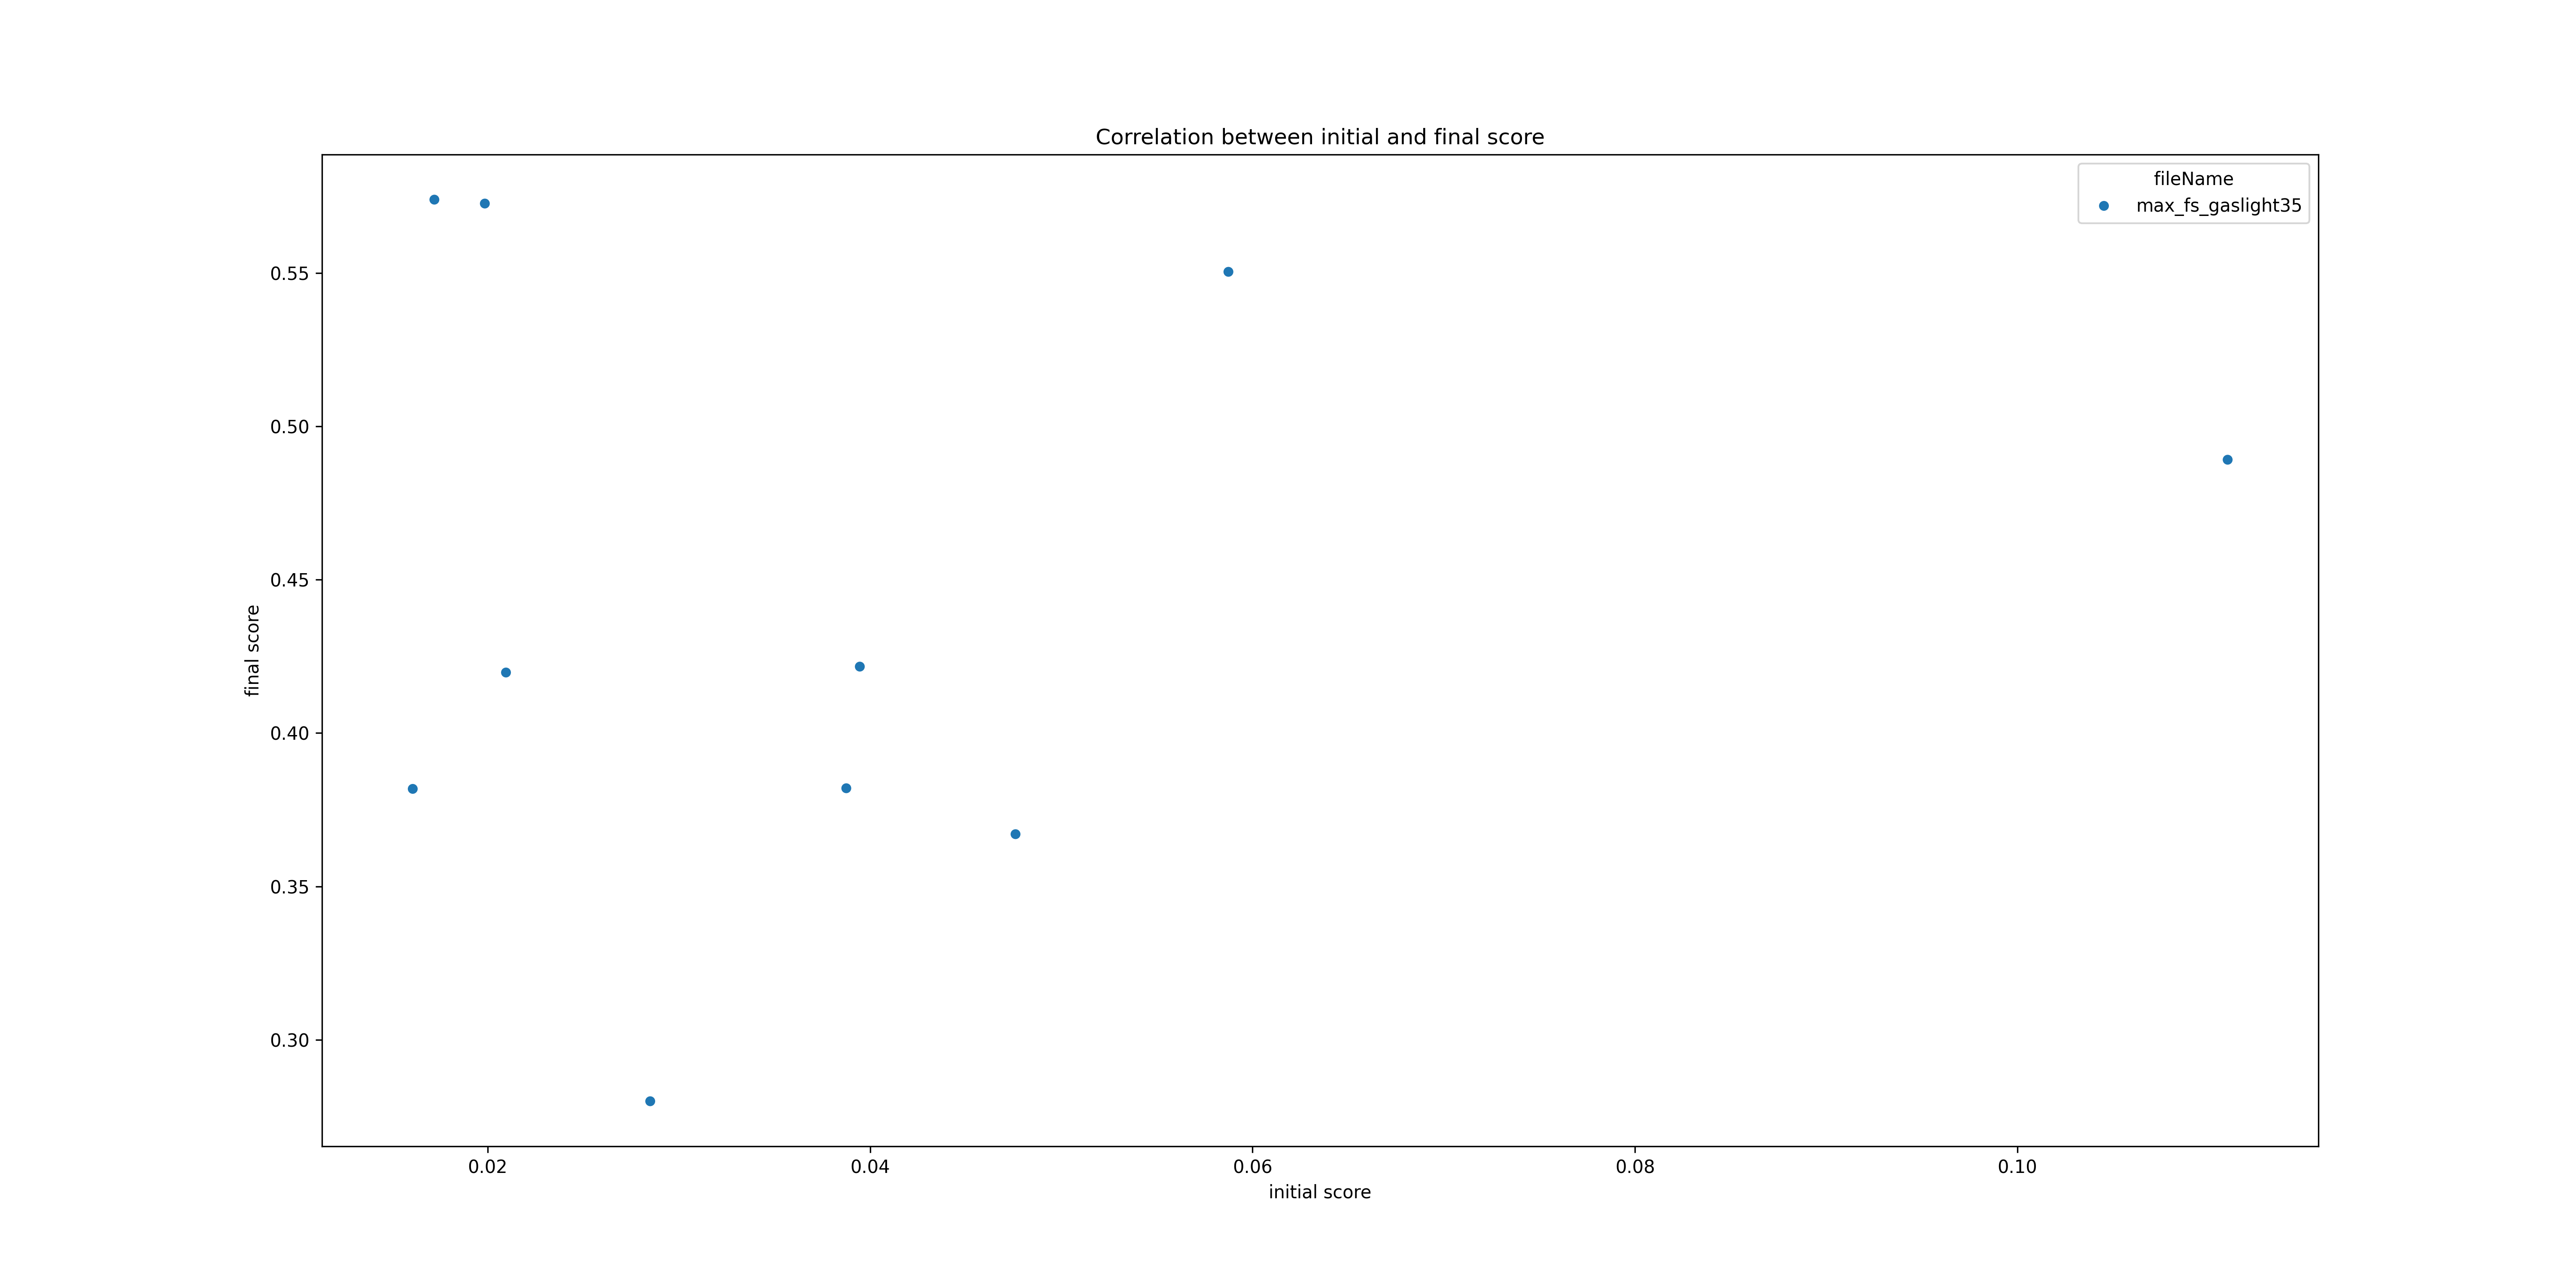 Correlation between initial and final score
fileName
max_fs_gaslight35
0.55
0.50
0.45
0.40
0.35
0.30
final score
0.02 0.04 0.06 0.08 0.10
initial score